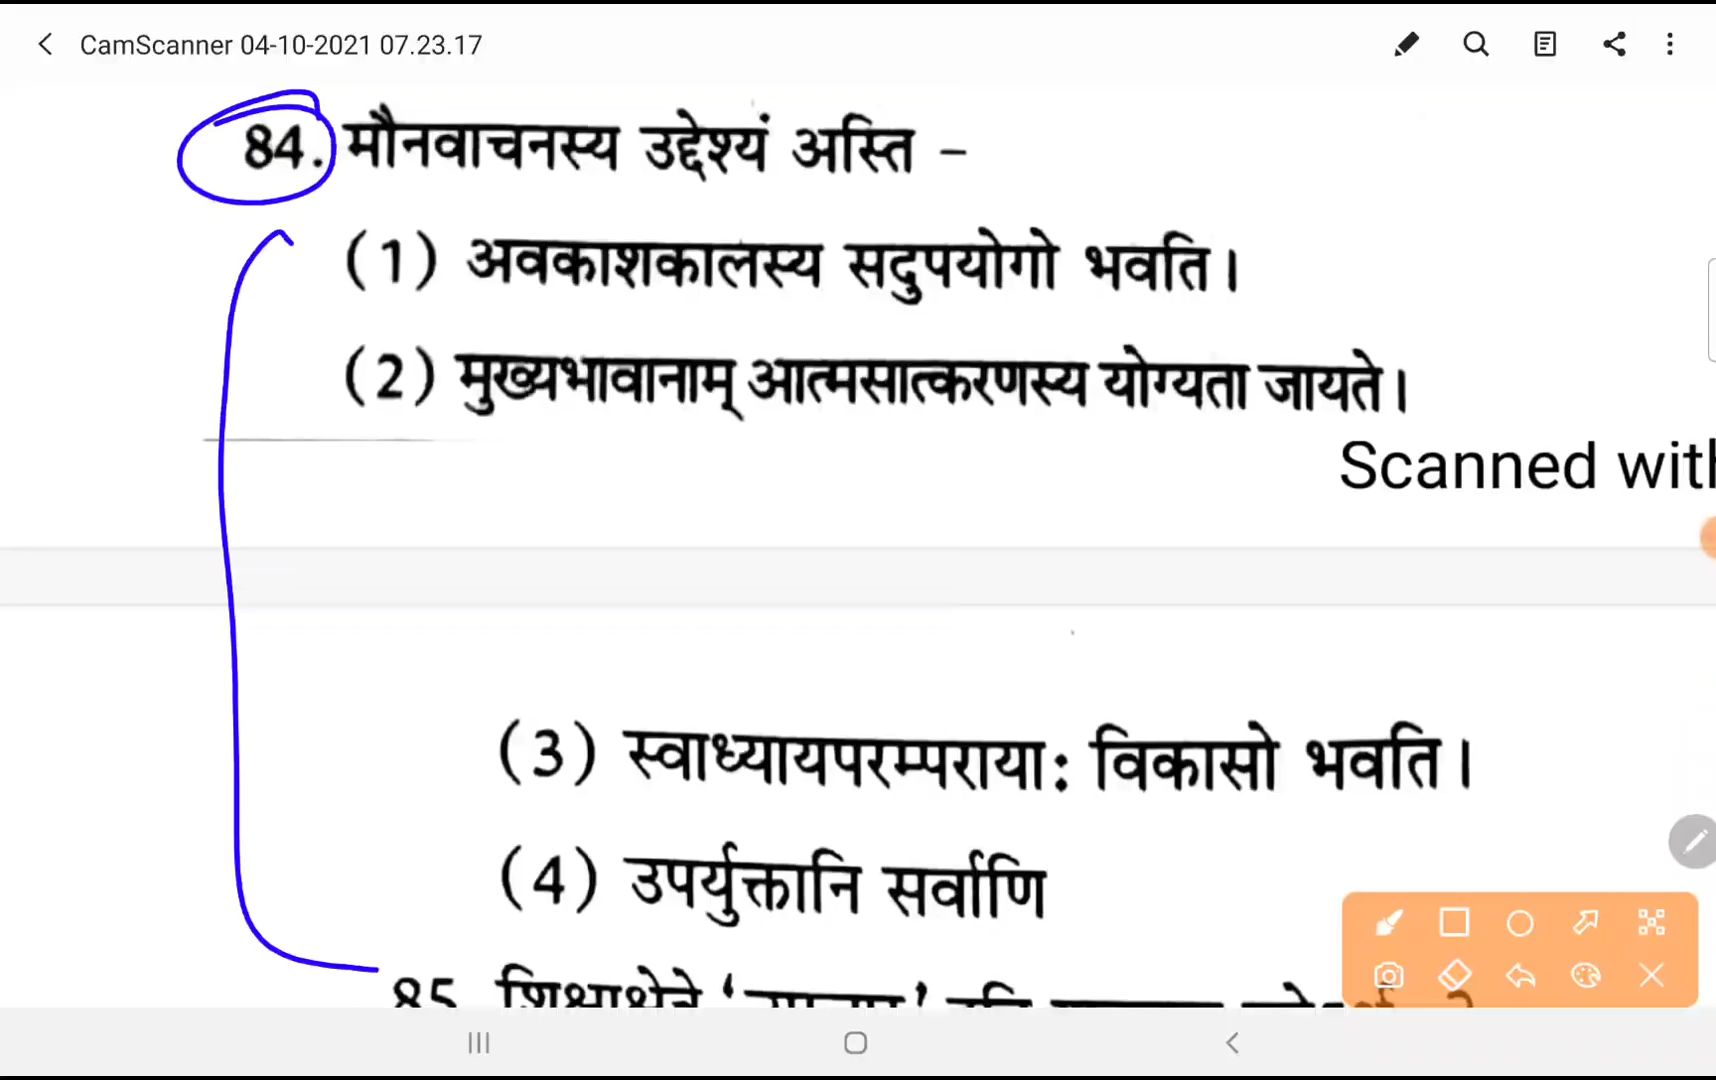 CamScanner 04-10-2021 07.23.17
84. मौनवाचनस्य उद्देश्यं अस्ति –
(1) अवकाशकालस्य सदुपयोगो भवति।
(2) मुख्यभावानाम् आत्मसात्करणस्य योग्यता जायते।
Scanned with
(3) स्वाध्यायपरम्परायाः विकासो भवति।
(4) उपर्युक्तानि सर्वाणि
85. शिक्षाक्षेत्रे